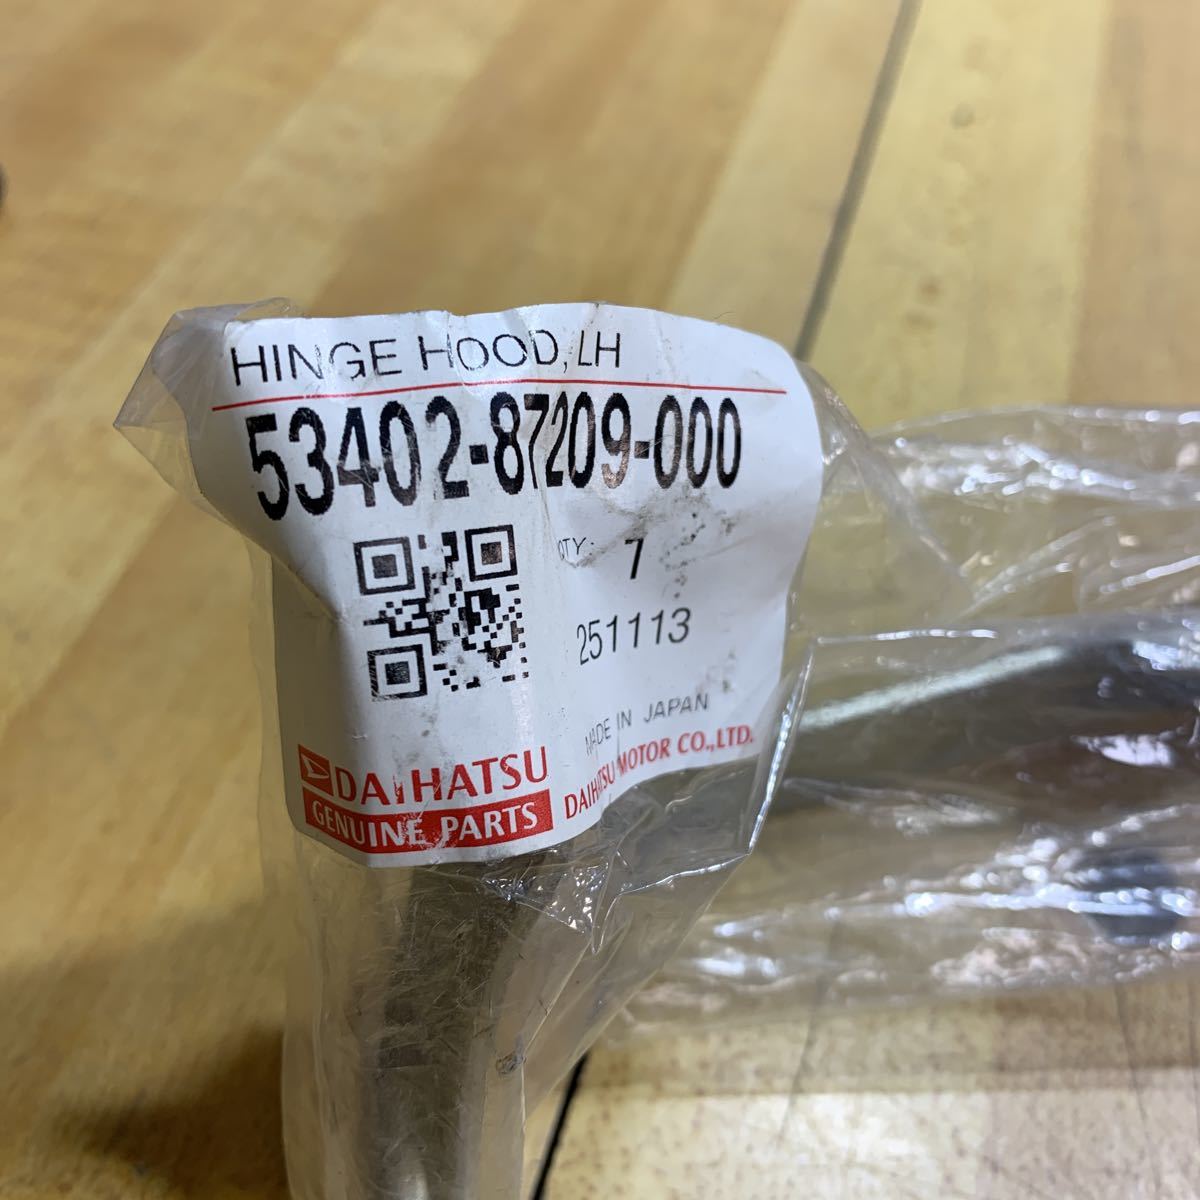 HINGE HOOD, LH
53402-87209-000
QTY. 1
251113
MADE IN JAPAN
DAIHATSU
GENUINE PARTS
DAIHATSU MOTOR CO.,LTD.